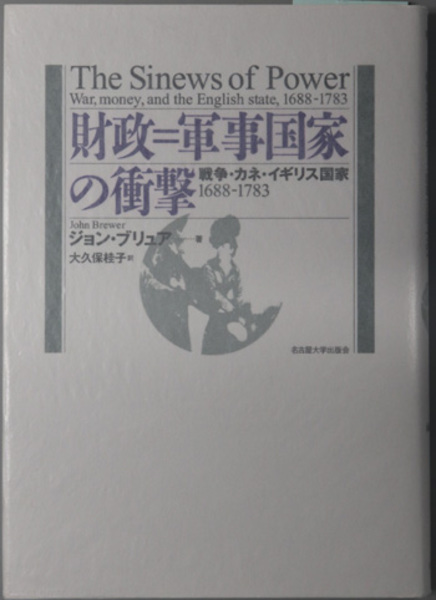 The Sinews of Power
War, money, and the English state, 1688-1783
財政=軍事国家
の衝撃
戦争・カネ・イギリス国家
1688-1783
John Brewer
ジョン・ブリュア 著
大久保桂子 訳
名古屋大学出版会